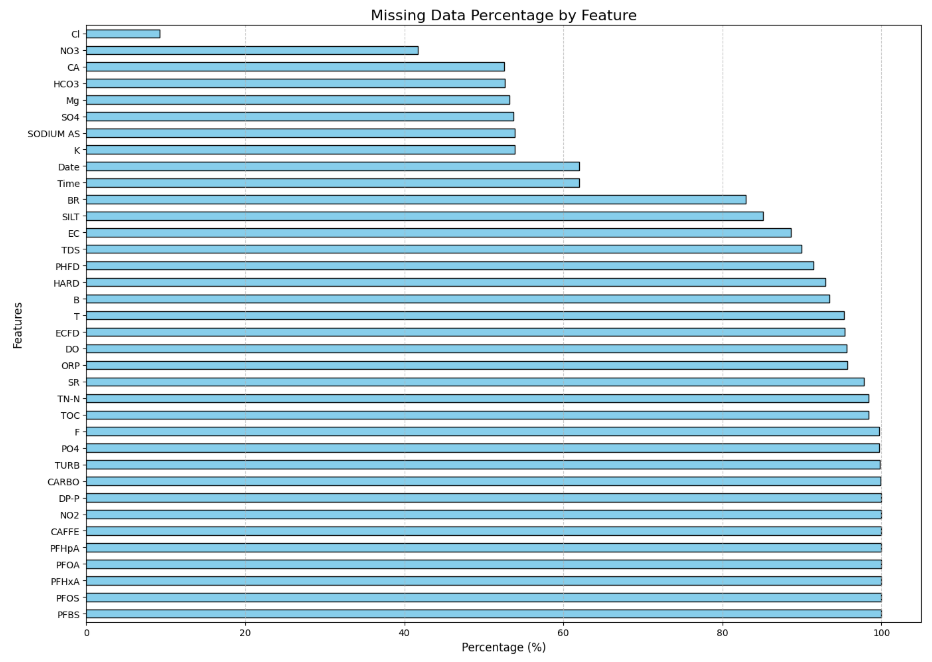 Missing Data Percentage by Feature
Cl
NO3
CA
HCO3
Mg
SO4
SODIUM AS
K
Date
Time
BR
SILT
EC
TDS
PHFD
HARD
B
T
ECFD
DO
ORP
SR
TN-N
TOC
F
PO4
TURB
CARBO
DP-P
NO2
CAFFE
PFHpA
PFOA
PFHxA
PFOS
PFBS
Features
0 20 40 60 80 100
Percentage (%)